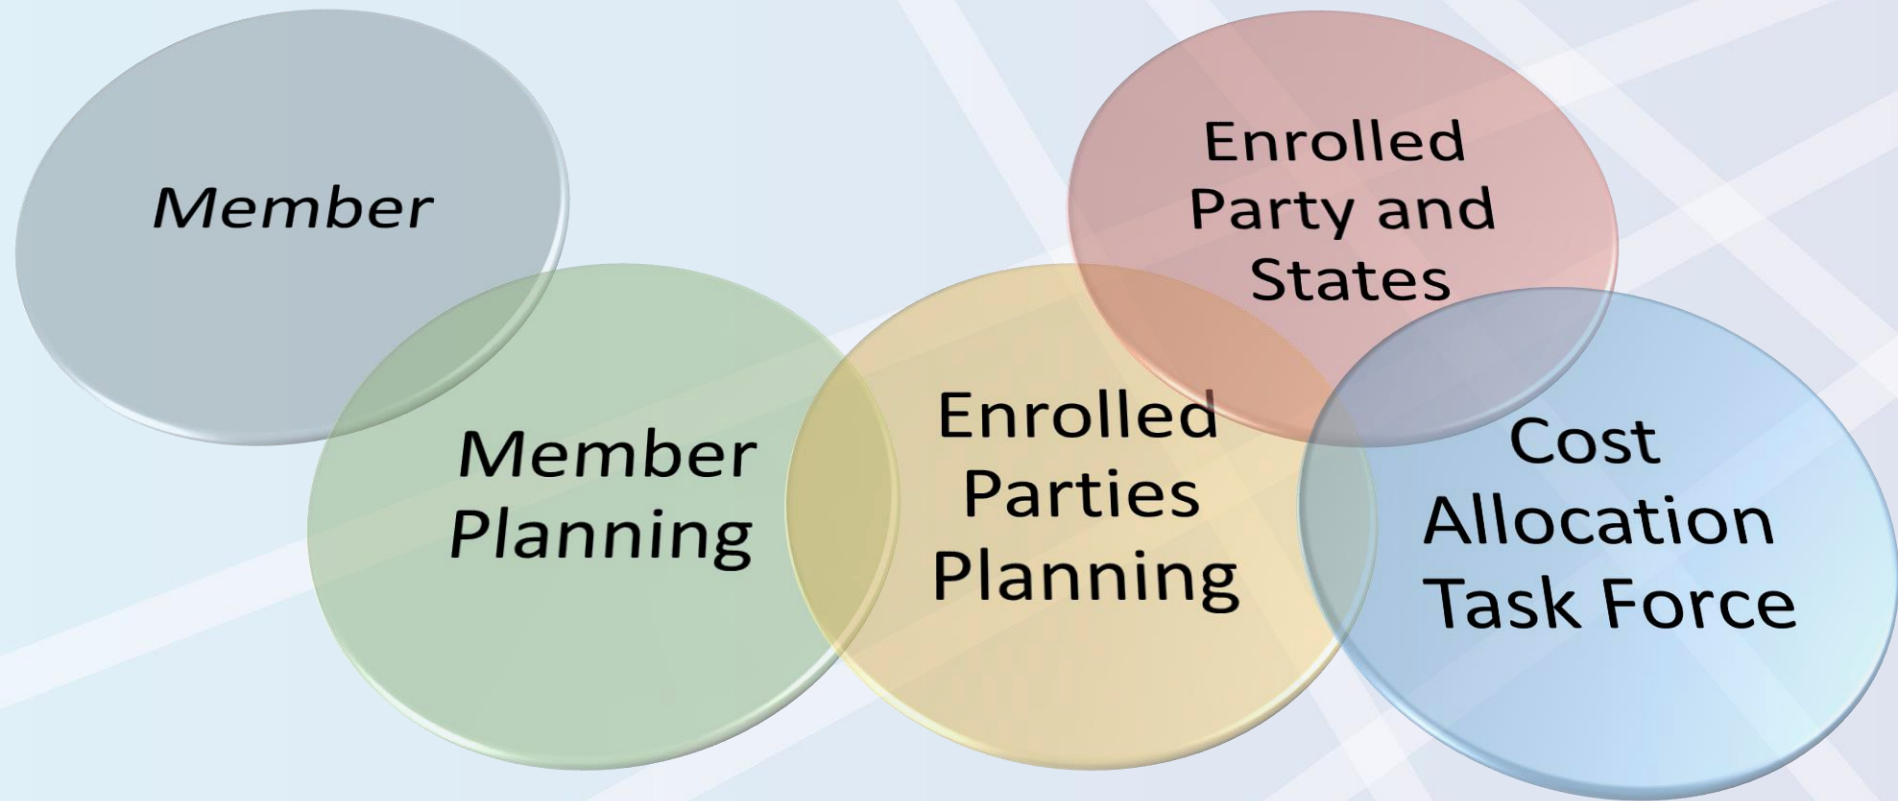 Member
Member
Planning
Enrolled
Parties
Planning
Enrolled
Party and
States
Cost
Allocation
Task Force